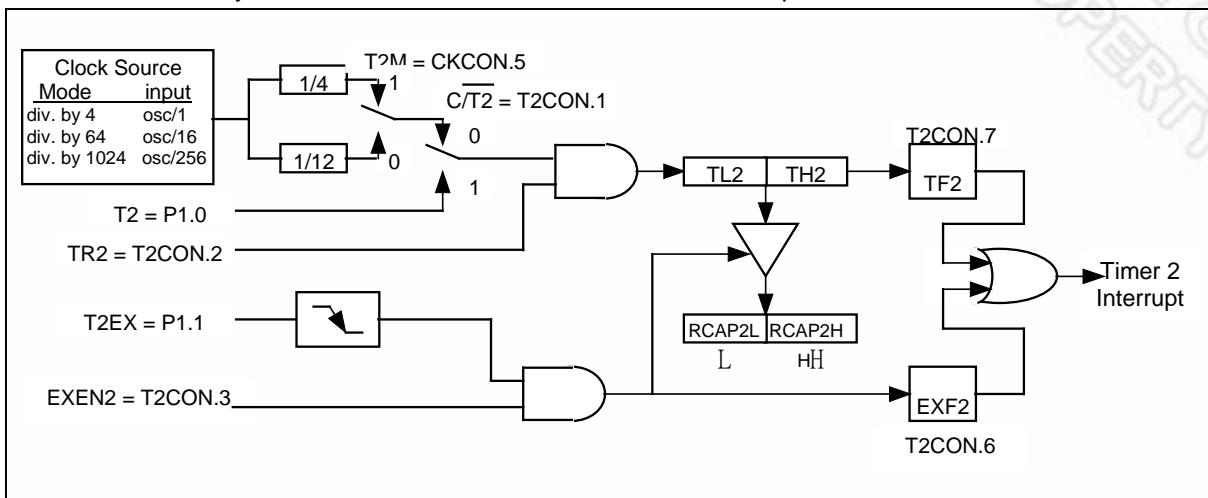 Clock Source
Mode input
div. by 4 osc/1
div. by 64 osc/16
div. by 1024 osc/256
1/4
1/12
T2M = CKCON.5
1
0
C/T2 = T2CON.1
0
1
T2 = P1.0
TR2 = T2CON.2
T2EX = P1.1
EXEN2 = T2CON.3
TL2 TH2
RCAP2L RCAP2H
L HH
T2CON.7
TF2
Timer 2
Interrupt
EXF2
T2CON.6